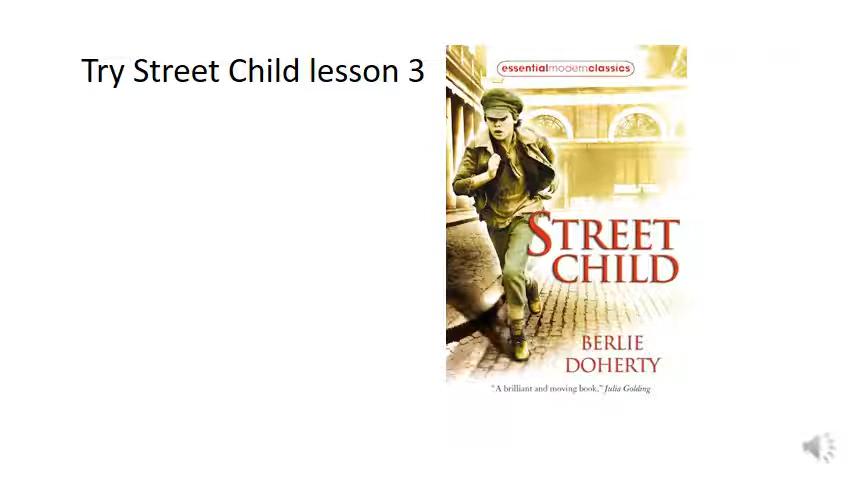 Try Street Child lesson 3
essentialmodernclassics
STREET
CHILD
BERLIE
DOHERTY
"A brilliant and moving book." Julia Golding